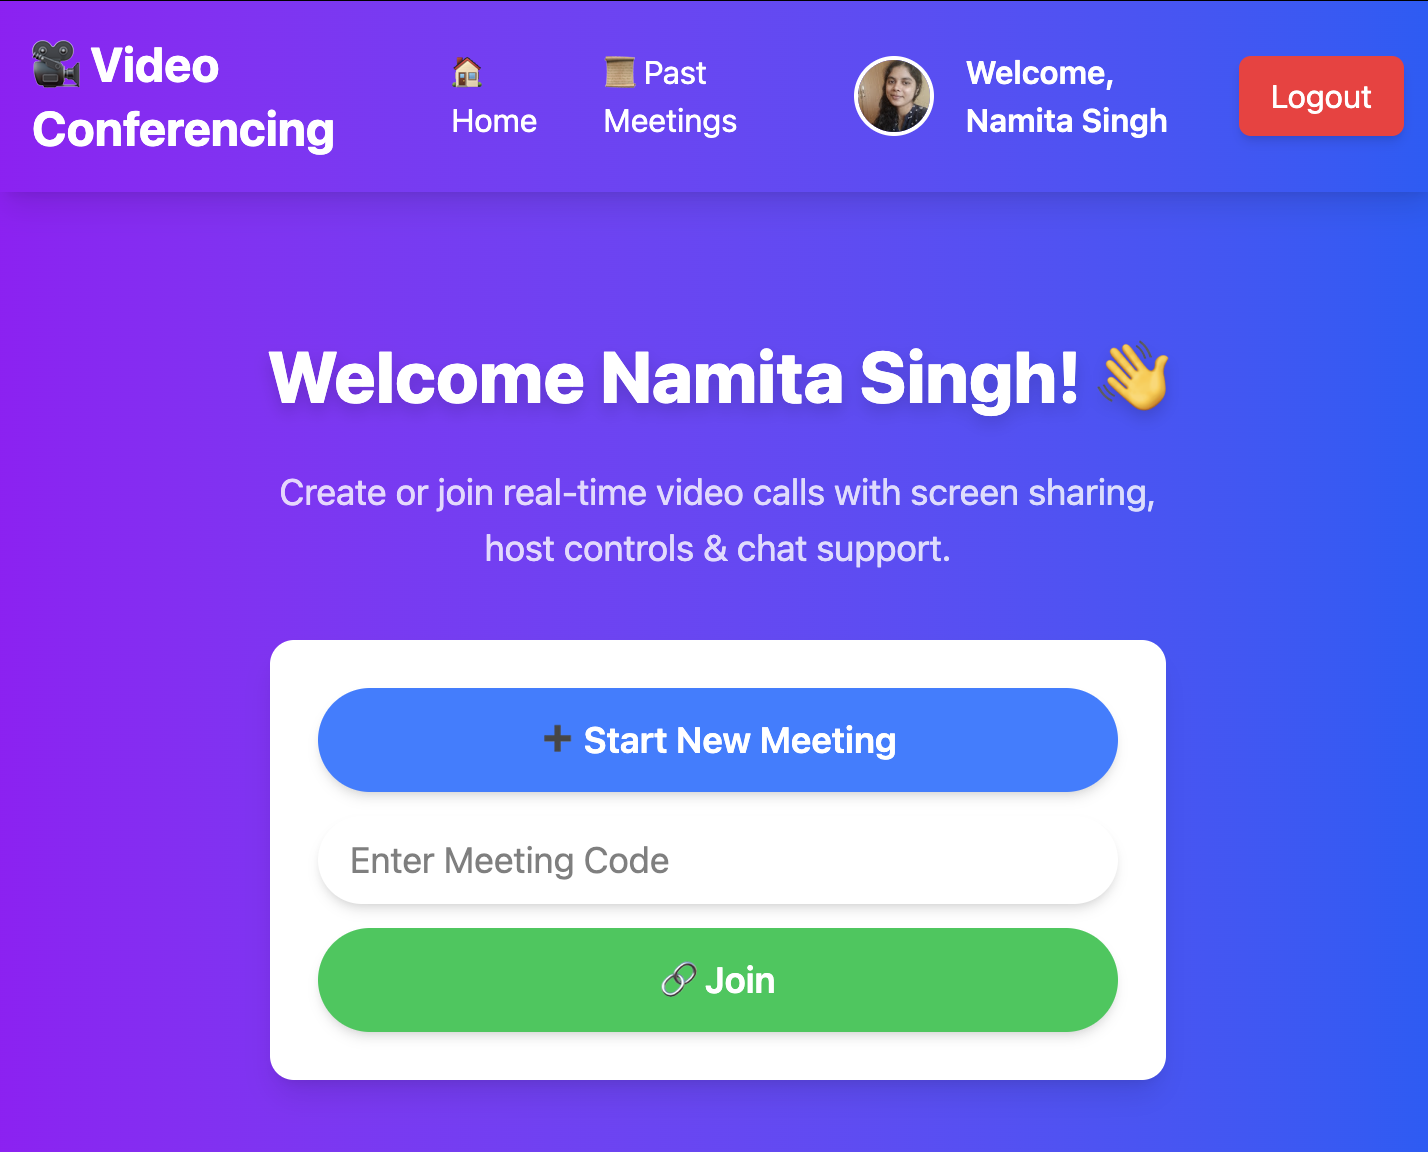 🎥 Video
Conferencing
🏠
Home
📜 Past
Meetings
Welcome,
Namita Singh
Logout
Welcome Namita Singh! 👋
Create or join real-time video calls with screen sharing,
host controls & chat support.
➕ Start New Meeting
Enter Meeting Code
🔗 Join